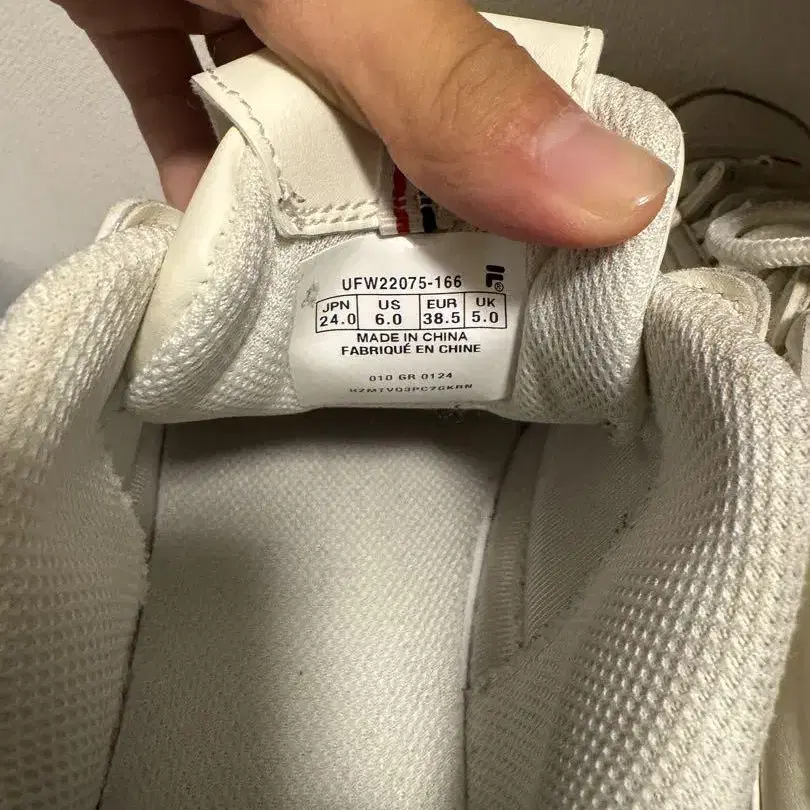 UFW22075-166
JPN US EUR UK
24.0 6.0 38.5 5.0
MADE IN CHINA
FABRIQUÉ EN CHINE
010 GR 0124